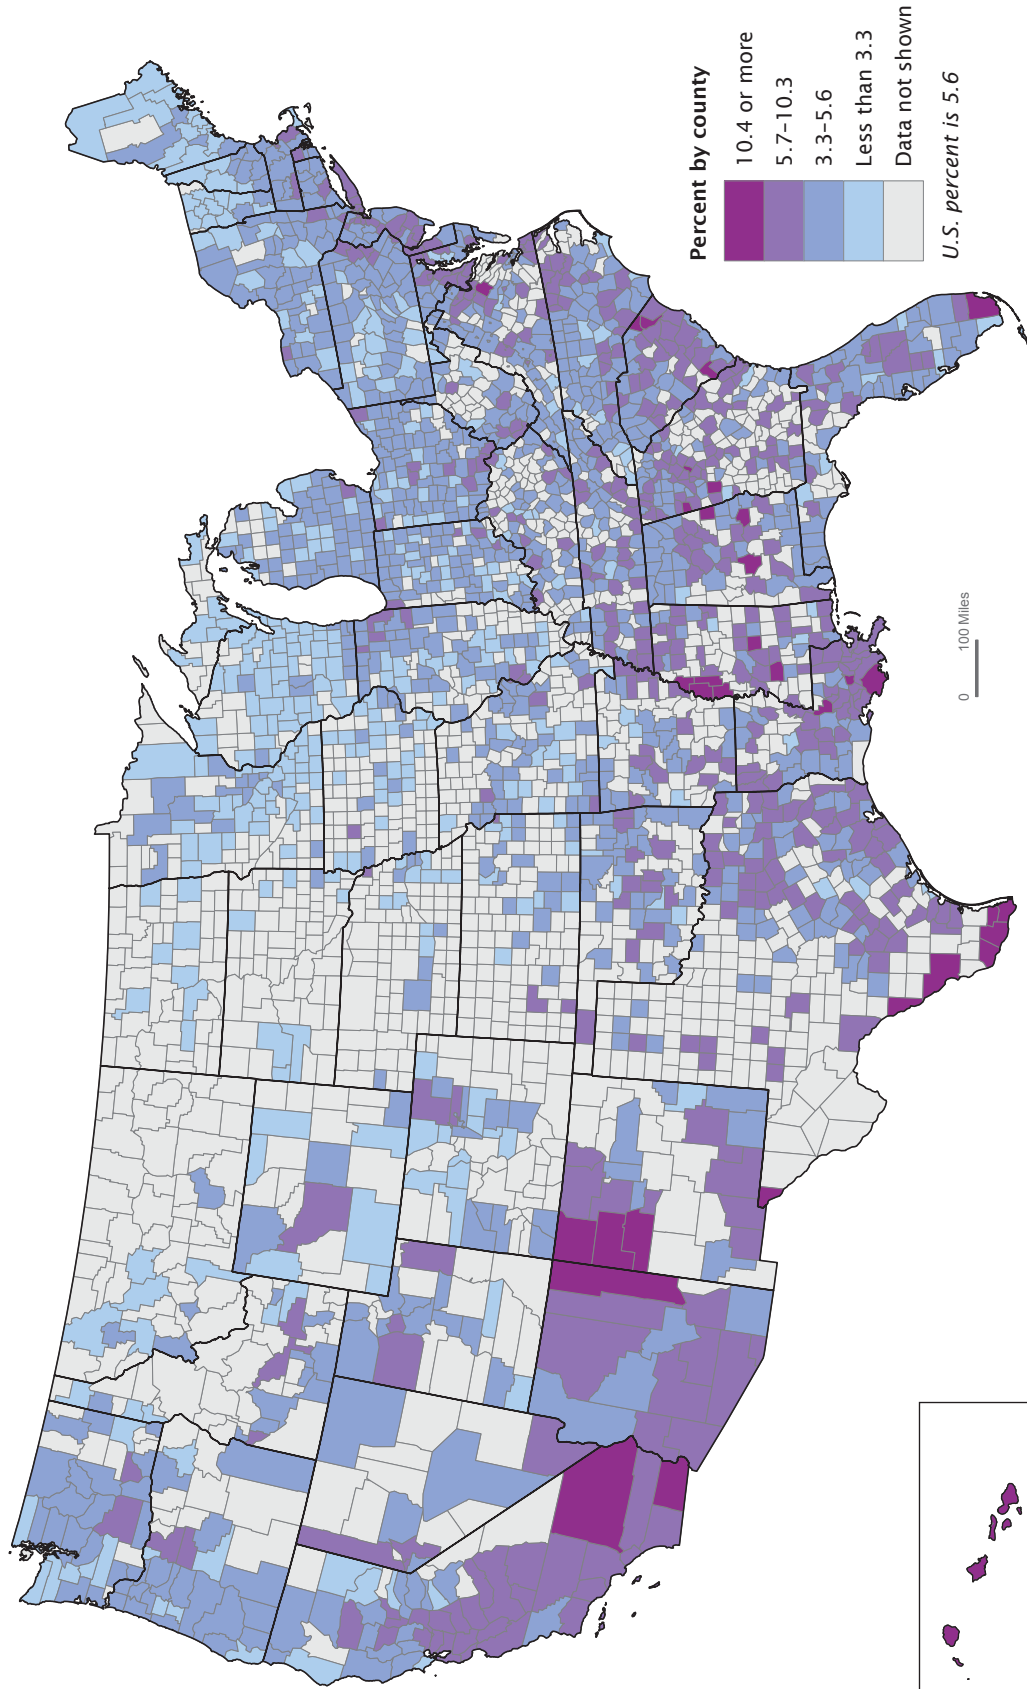 Percent by county
10.4 or more
5.7–10.3
3.3–5.6
Less than 3.3
Data not shown
U.S. percent is 5.6
0 100 Miles